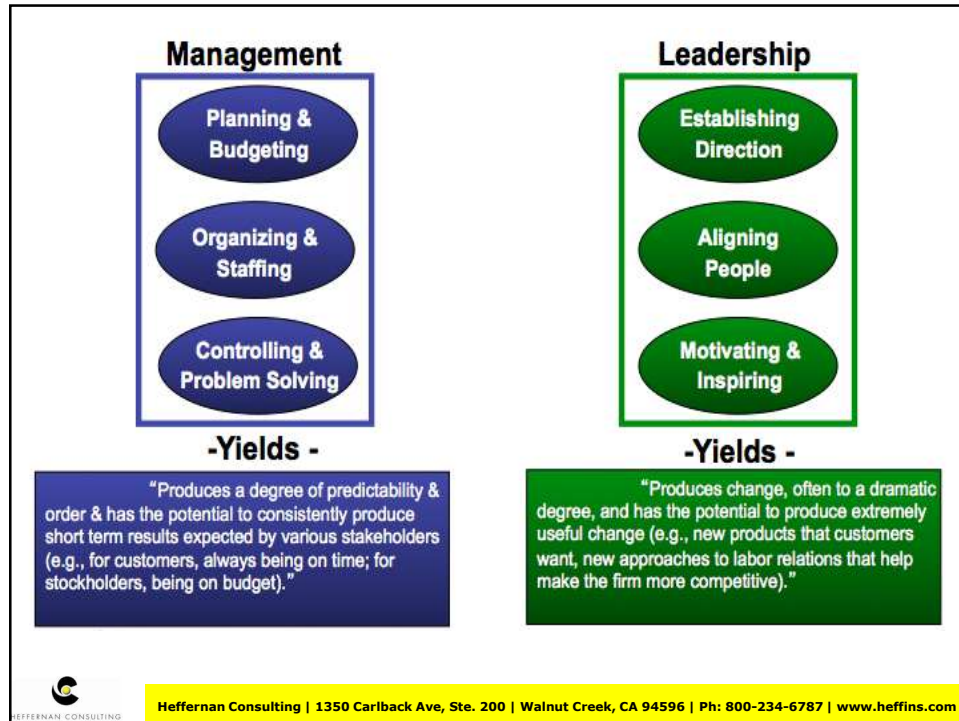 Management
Planning &
Budgeting
Organizing &
Staffing
Controlling &
Problem Solving
-Yields -
“Produces a degree of predictability &
order & has the potential to consistently produce
short term results expected by various stakeholders
(e.g., for customers, always being on time; for
stockholders, being on budget).”
Leadership
Establishing
Direction
Aligning
People
Motivating &
Inspiring
-Yields -
“Produces change, often to a dramatic
degree, and has the potential to produce extremely
useful change (e.g., new products that customers
want, new approaches to labor relations that help
make the firm more competitive).”
HEFFERNAN CONSULTING
Heffernan Consulting | 1350 Carlback Ave, Ste. 200 | Walnut Creek, CA 94596 | Ph: 800-234-6787 | www.heffins.com